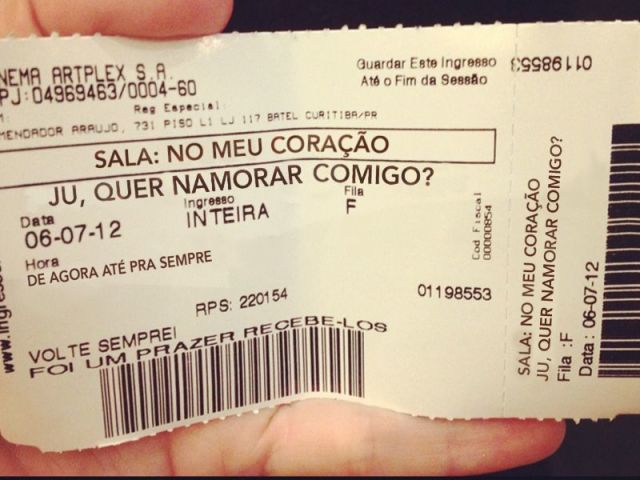 NEMA ARTPLEX S.A.
PJ:04969463/0004-60
Reg Especial:
MENDADOR ARAUJO, 731 PISO L1 LJ 117 BATEL CURITIBA/PR
Guardar Este Ingresso
Até o Fim da Sessão
SALA: NO MEU CORAÇÃO
JU, QUER NAMORAR COMIGO?
Data
06-07-12
Ingresso
INTEIRA
Fila
F
Cod Fiscal
00000854
Hora
DE AGORA ATÉ PRA SEMPRE
RPS: 220154
01198553
VOLTE SEMPRE!
FOI UM PRAZER RECEBE-LOS
www.ingress
01198553
SALA: NO MEU CORAÇÃO
JU, QUER NAMORAR COMIGO?
Fila :F
Data : 06-07-12